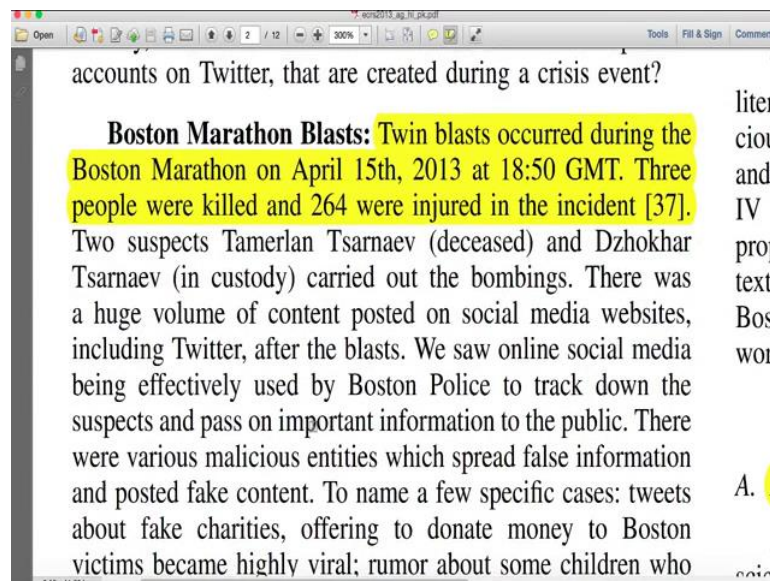 ecrs2013_ag_hl_pk.pdf
Open
2 / 12
300%
Tools Fill & Sign Commen
accounts on Twitter, that are created during a crisis event?
Boston Marathon Blasts: Twin blasts occurred during the
Boston Marathon on April 15th, 2013 at 18:50 GMT. Three
people were killed and 264 were injured in the incident [37].
Two suspects Tamerlan Tsarnaev (deceased) and Dzhokhar
Tsarnaev (in custody) carried out the bombings. There was
a huge volume of content posted on social media websites,
including Twitter, after the blasts. We saw online social media
being effectively used by Boston Police to track down the
suspects and pass on important information to the public. There
were various malicious entities which spread false information
and posted fake content. To name a few specific cases: tweets
about fake charities, offering to donate money to Boston
victims became highly viral; rumor about some children who
liter
ciou
and
IV
prop
text
Bos
wor
A.